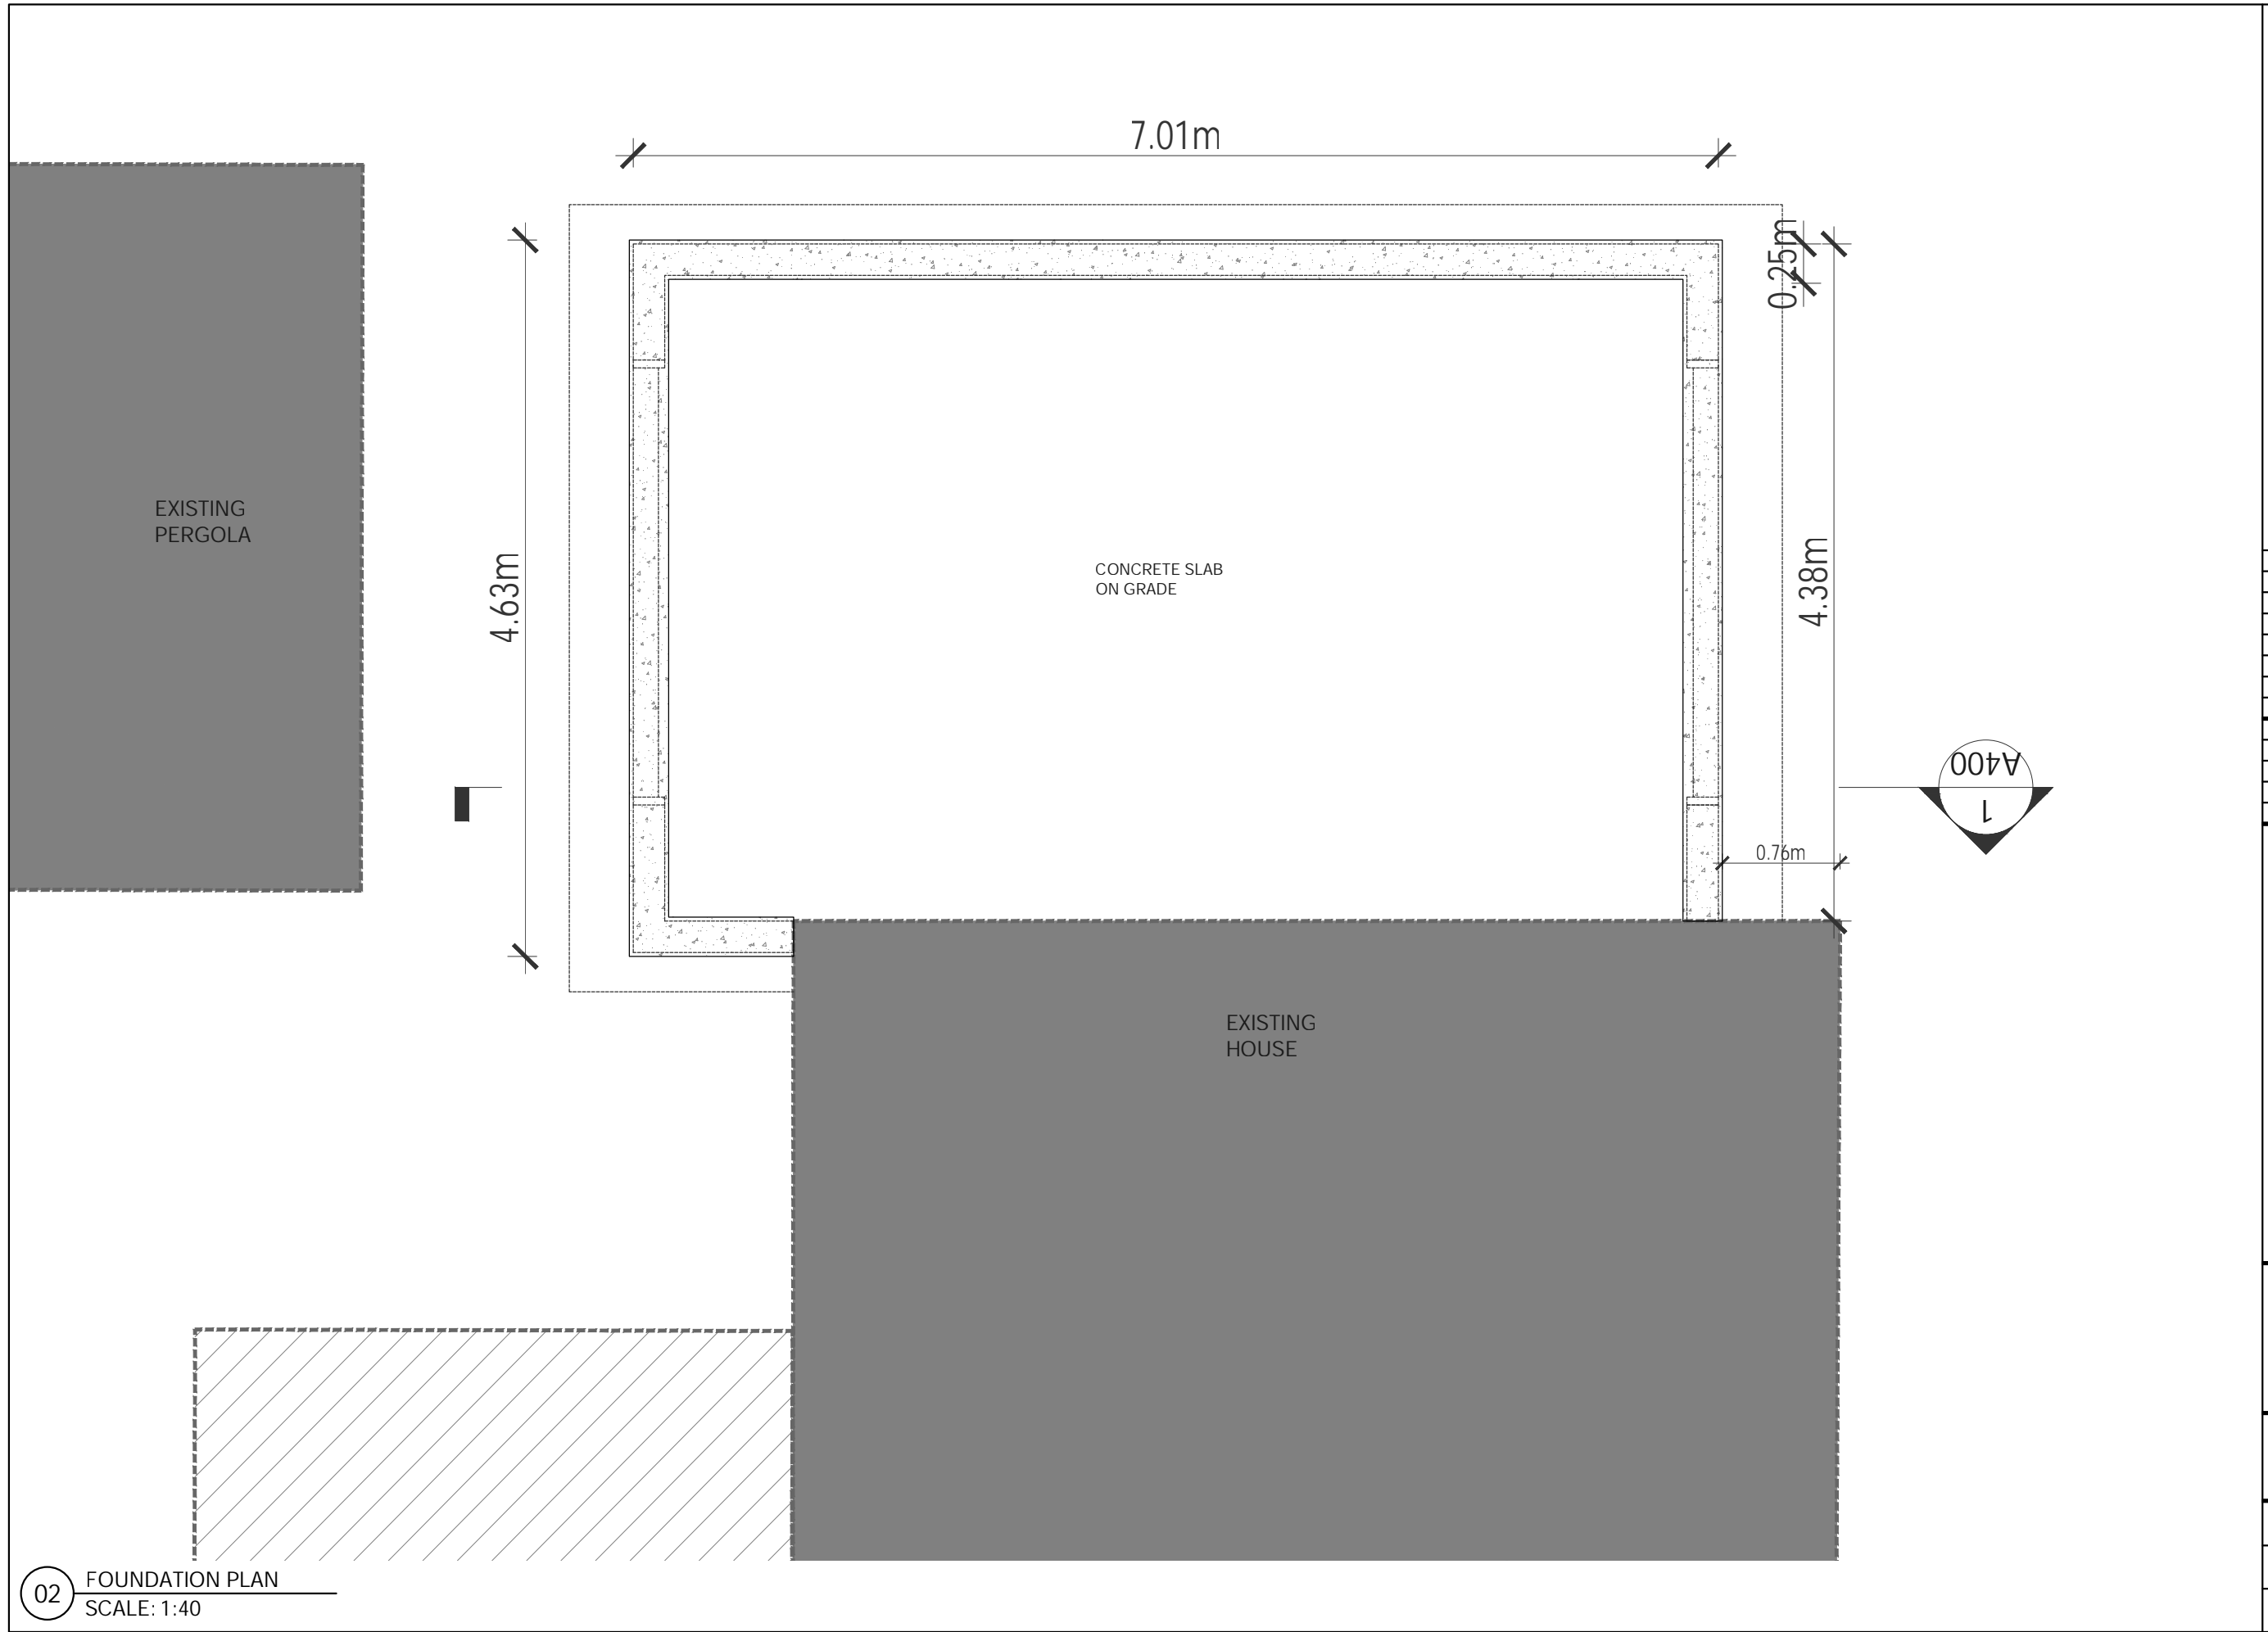 7.01m
0.25m
EXISTING
PERGOLA
4.63m
CONCRETE SLAB
ON GRADE
4.38m
A400
1
0.76m
EXISTING
HOUSE
02
FOUNDATION PLAN
SCALE: 1:40